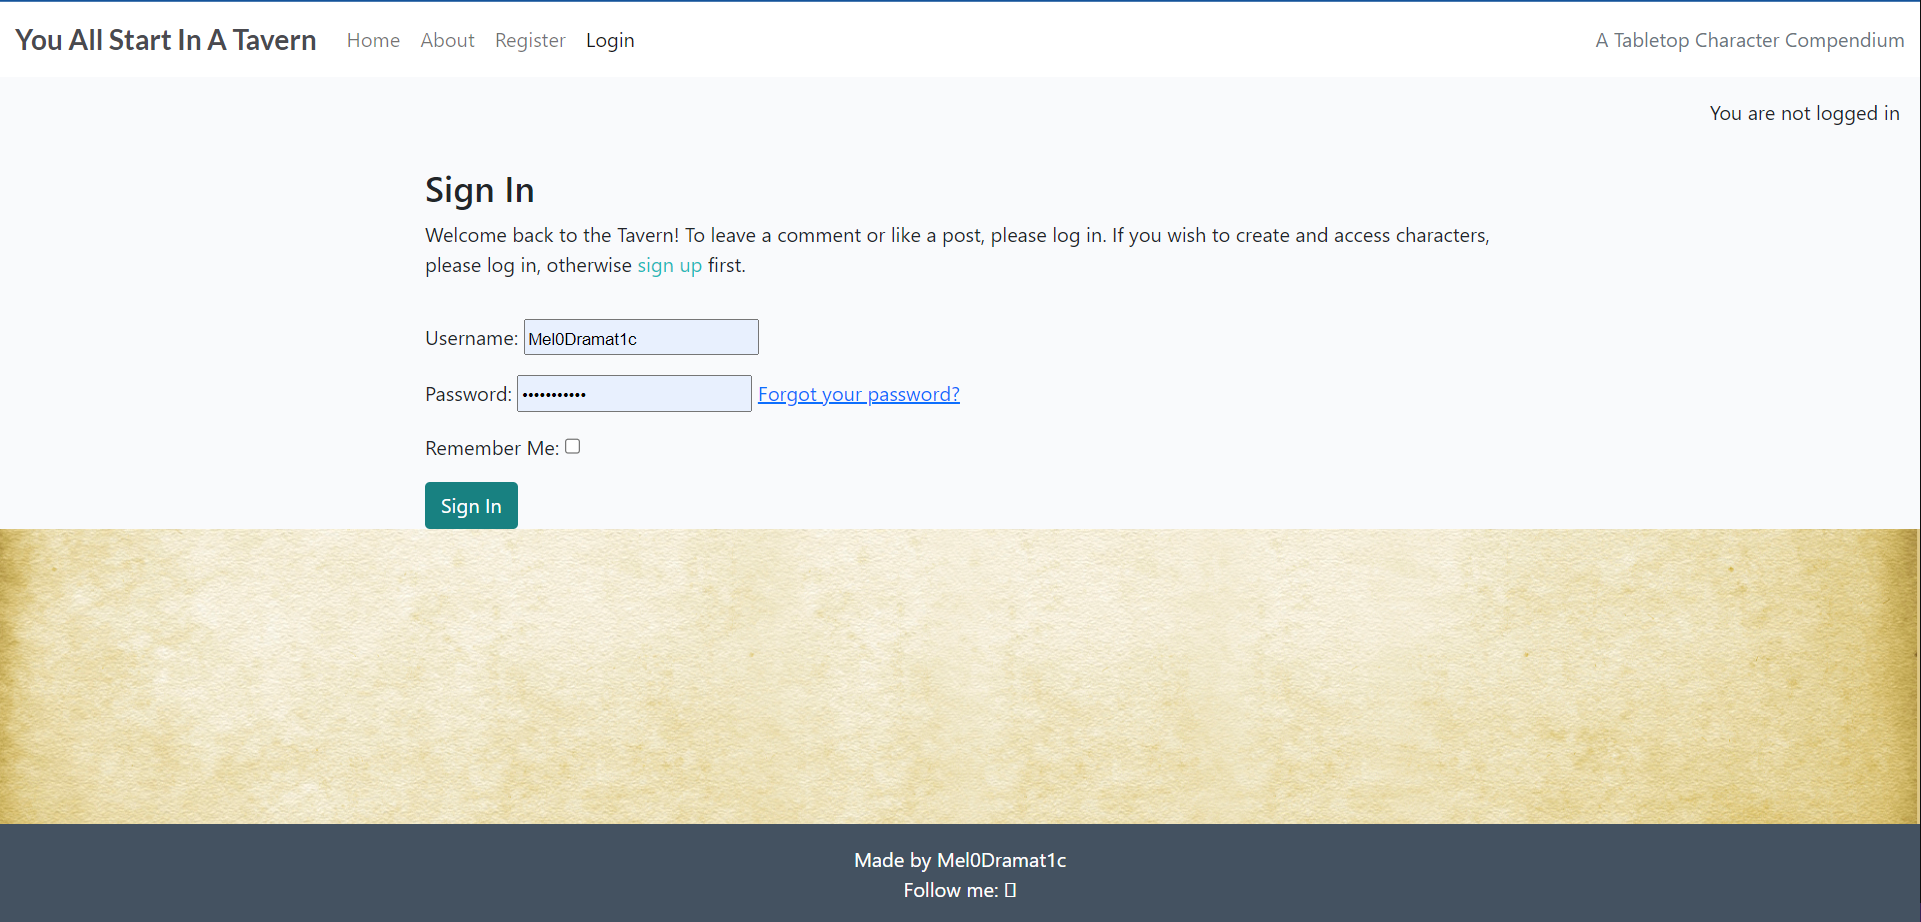 You All Start In A Tavern Home About Register Login A Tabletop Character Compendium
You are not logged in
Sign In
Welcome back to the Tavern! To leave a comment or like a post, please log in. If you wish to create and access characters,
please log in, otherwise sign up first.
Username: Mel0Dramat1c
Password: ••••••••••• Forgot your password?
Remember Me:
Sign In
Made by Mel0Dramat1c
Follow me: